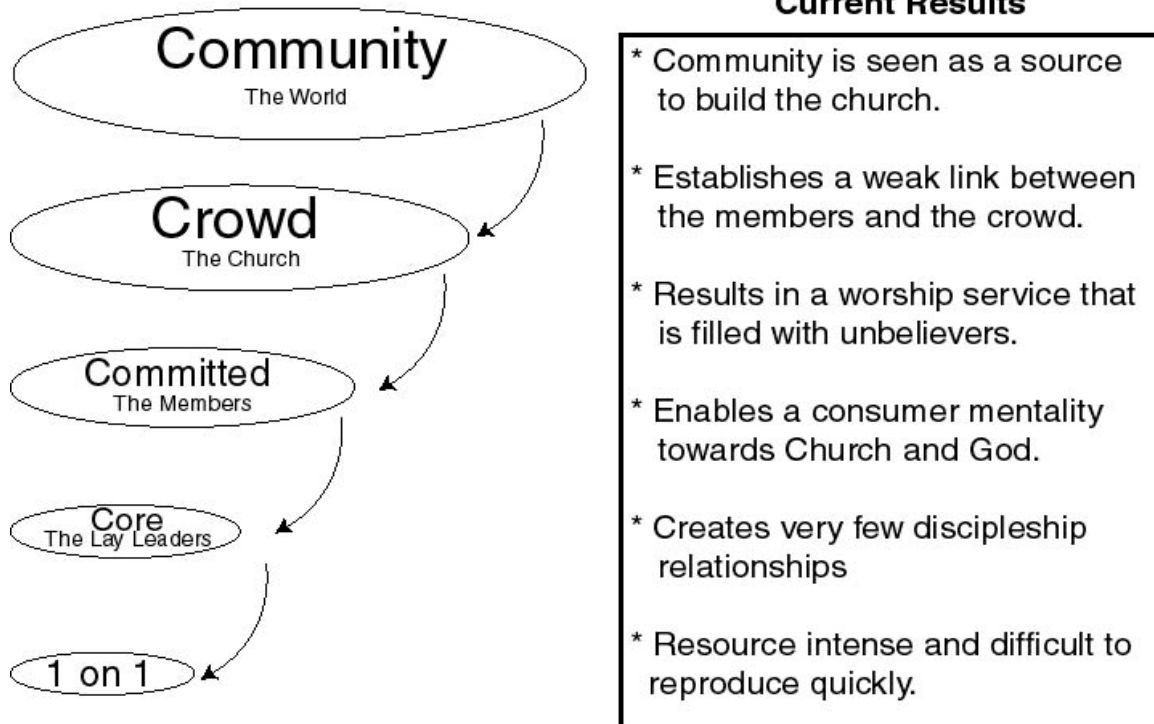 Community
The World
Crowd
The Church
Committed
The Members
Core
The Lay Leaders
1 on 1
Current Results
* Community is seen as a source
to build the church.
* Establishes a weak link between
the members and the crowd.
* Results in a worship service that
is filled with unbelievers.
* Enables a consumer mentality
towards Church and God.
* Creates very few discipleship
relationships
* Resource intense and difficult to
reproduce quickly.